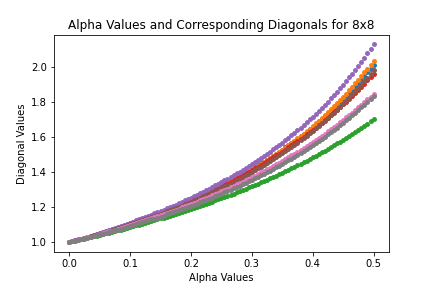 Alpha Values and Corresponding Diagonals for 8x8
Diagonal Values
2.0
1.8
1.6
1.4
1.2
1.0
0.0 0.1 0.2 0.3 0.4 0.5
Alpha Values